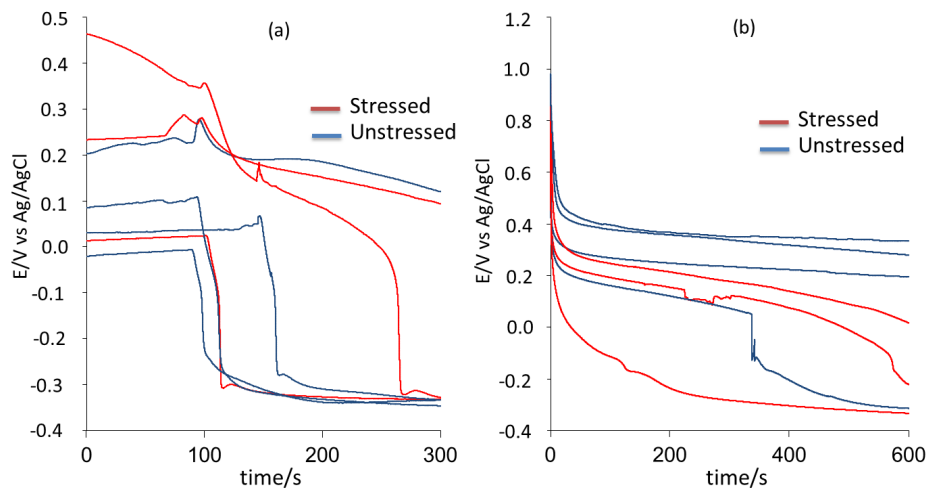 (a)
0.5
0.4
0.3
0.2
0.1
0.0
-0.1
-0.2
-0.3
-0.4
E/V vs Ag/AgCl
Stressed
Unstressed
0
100
200
300
time/s
(b)
1.2
1.0
0.8
0.6
0.4
0.2
0.0
-0.2
-0.4
E/V vs Ag/AgCl
Stressed
Unstressed
0
200
400
600
time/s